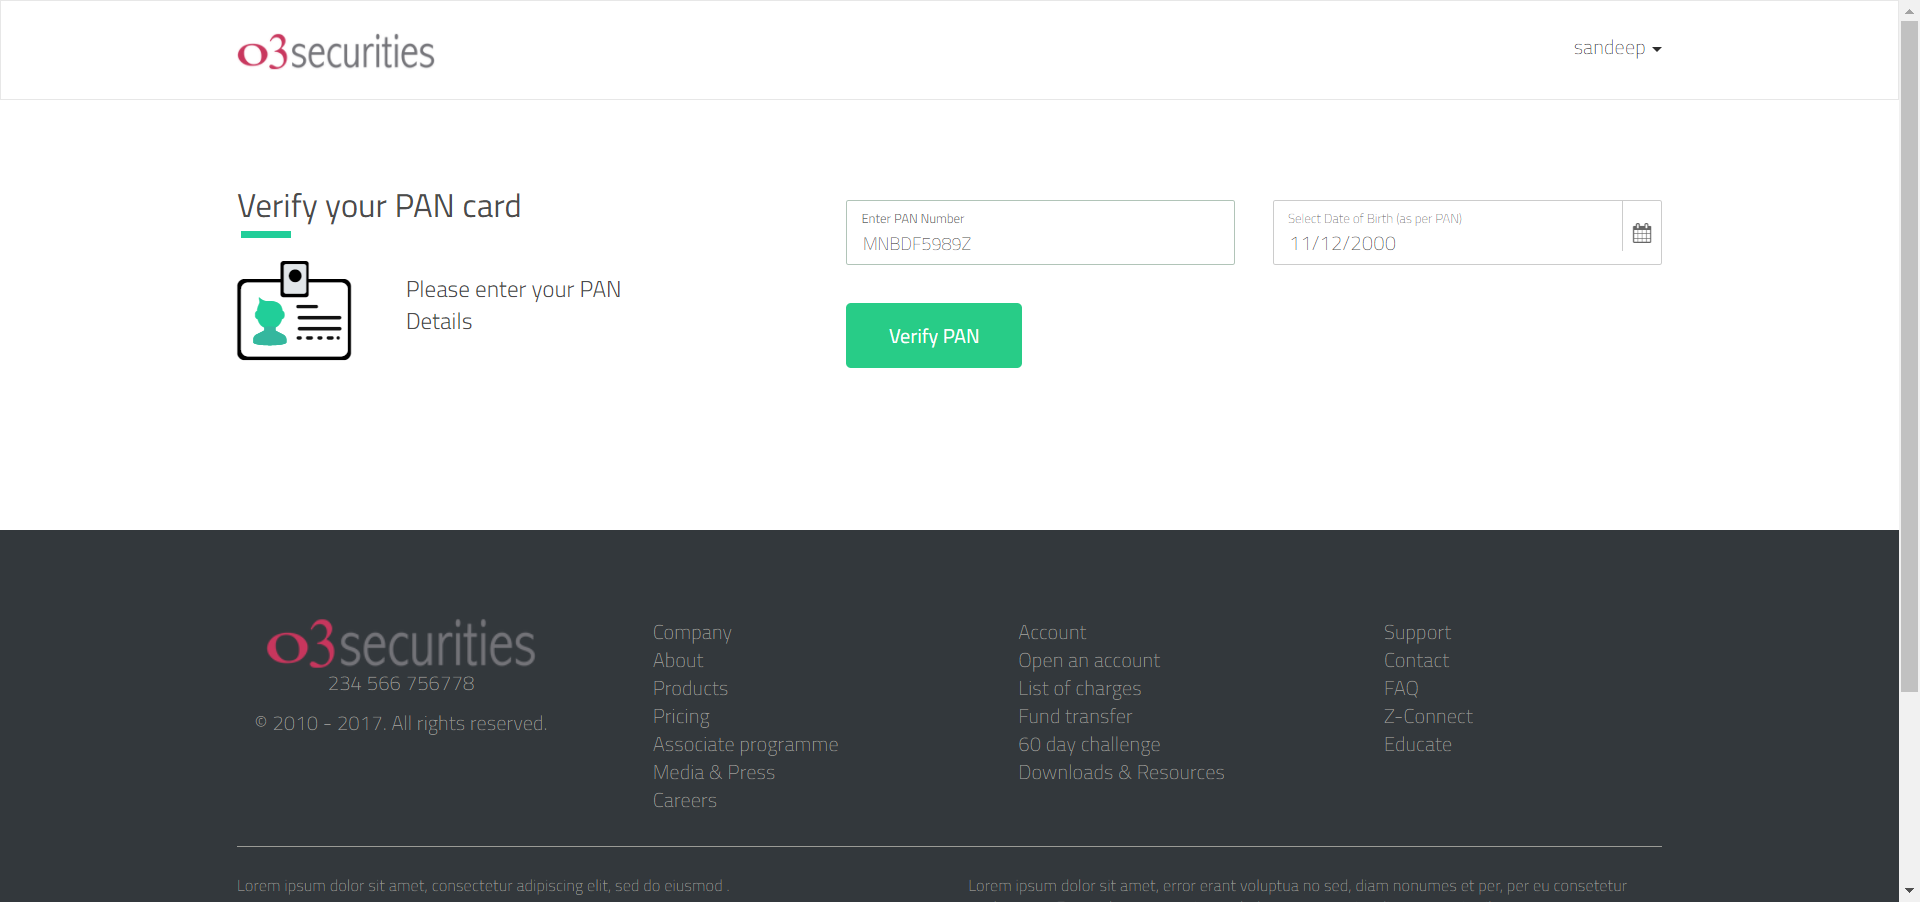 o3securities
sandeep
Verify your PAN card
Please enter your PAN
Details
Enter PAN Number
MNBDF5989Z
Select Date of Birth (as per PAN)
11/12/2000
Verify PAN
o3securities
234 566 756778
© 2010 - 2017. All rights reserved.
Company
About
Products
Pricing
Associate programme
Media & Press
Careers
Account
Open an account
List of charges
Fund transfer
60 day challenge
Downloads & Resources
Support
Contact
FAQ
Z-Connect
Educate
Lorem ipsum dolor sit amet, consectetur adipiscing elit, sed do eiusmod .
Lorem ipsum dolor sit amet, error erant voluptua no sed, diam nonumes et per, per eu consetetur